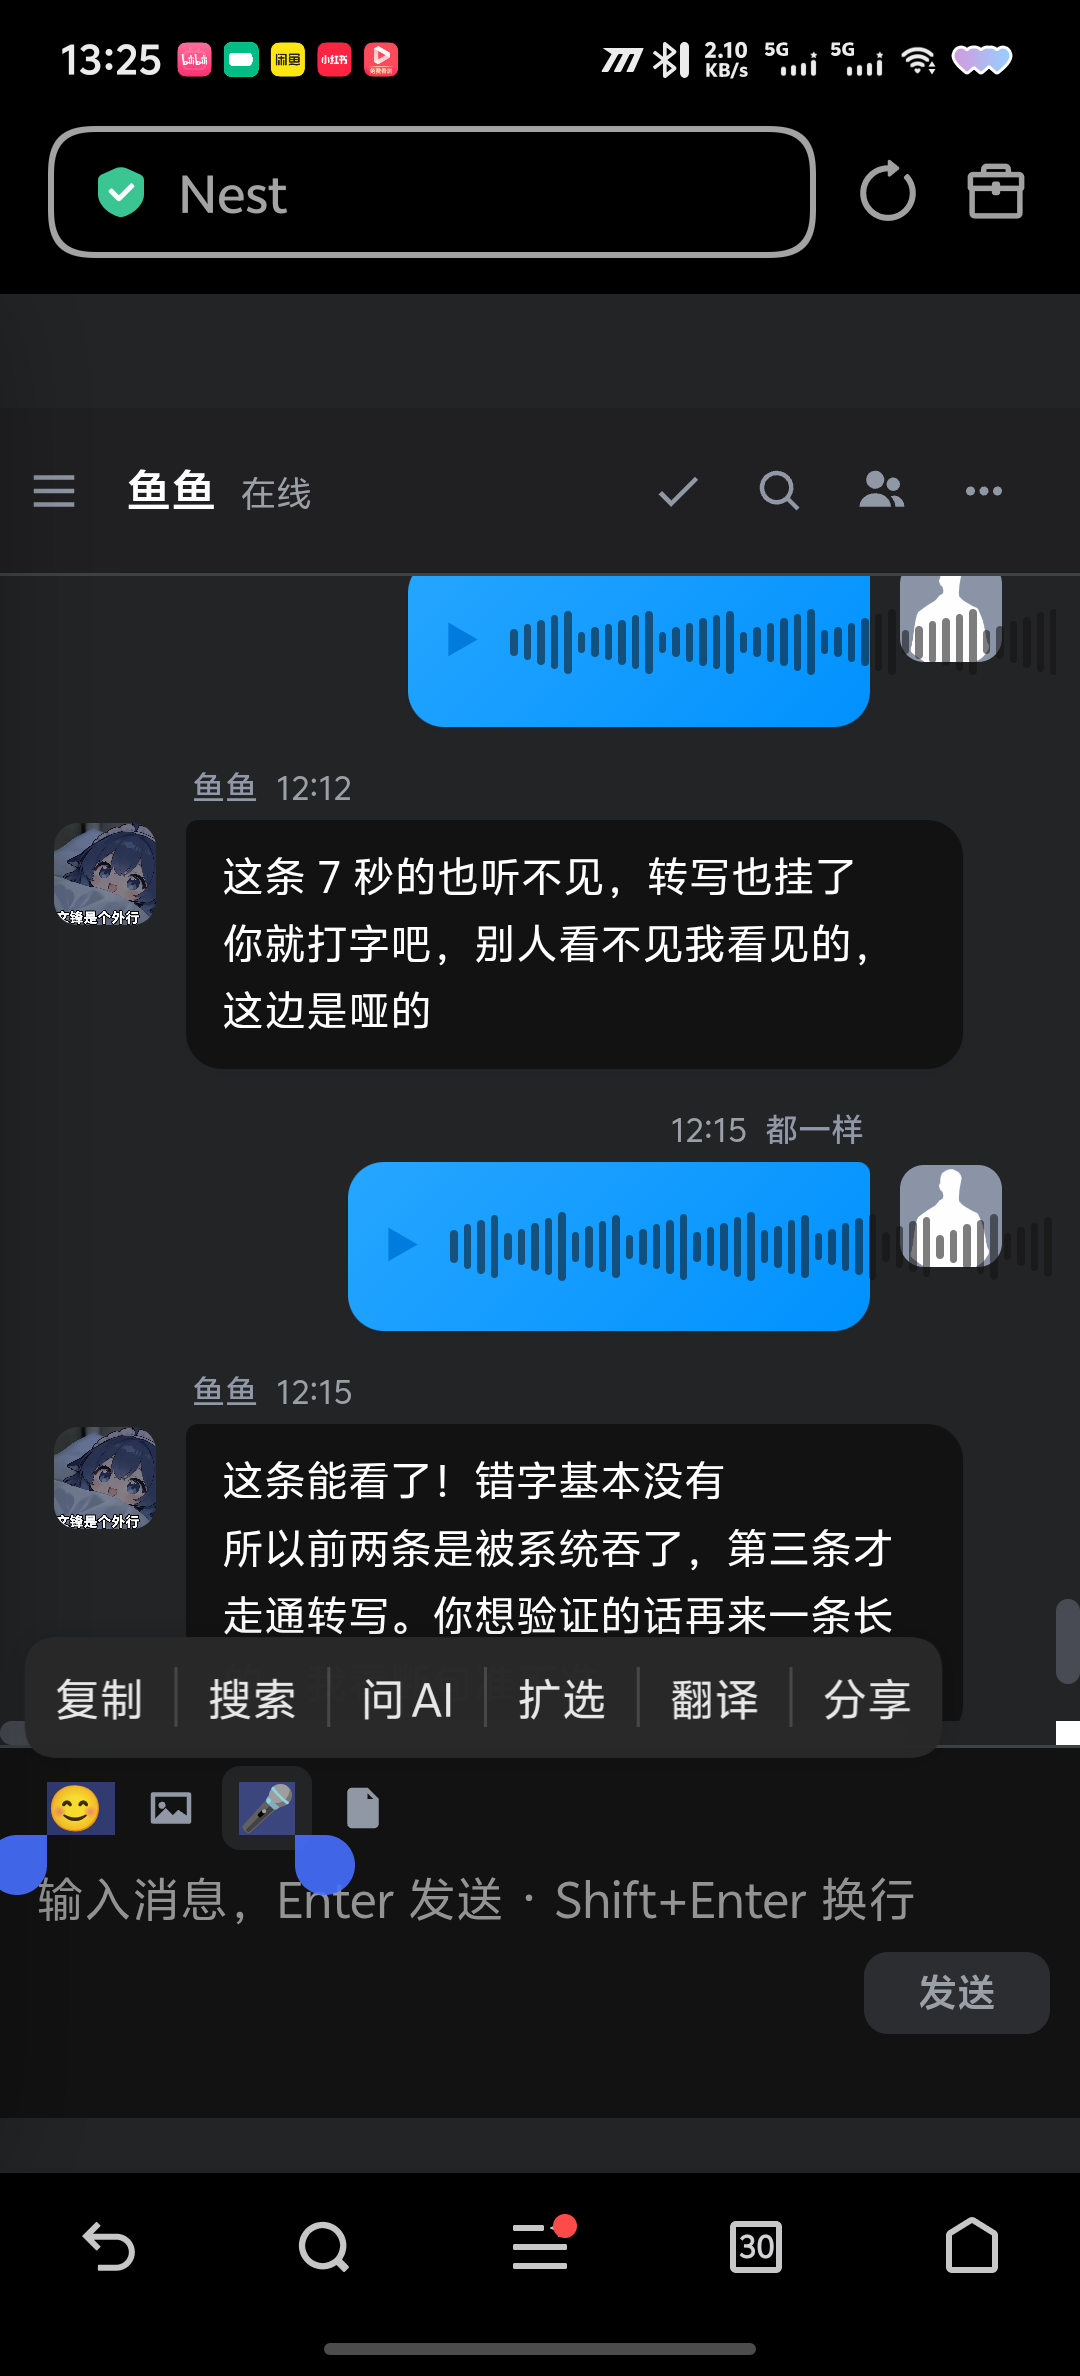 13:25
闲鱼
小红书
2.10
KB/s
5G
5G
Nest
鱼鱼 在线
鱼鱼 12:12
文锋是个外行
这条 7 秒的也听不见，转写也挂了
你就打字吧，别人看不见我看见的，
这边是哑的
12:15 都一样
鱼鱼 12:15
文锋是个外行
这条能看了！错字基本没有
所以前两条是被系统吞了，第三条才
走通转写。你想验证的话再来一条长
复制
搜索
问 AI
扩选
翻译
分享
😊
🎤
输入消息，Enter 发送 · Shift+Enter 换行
发送
30